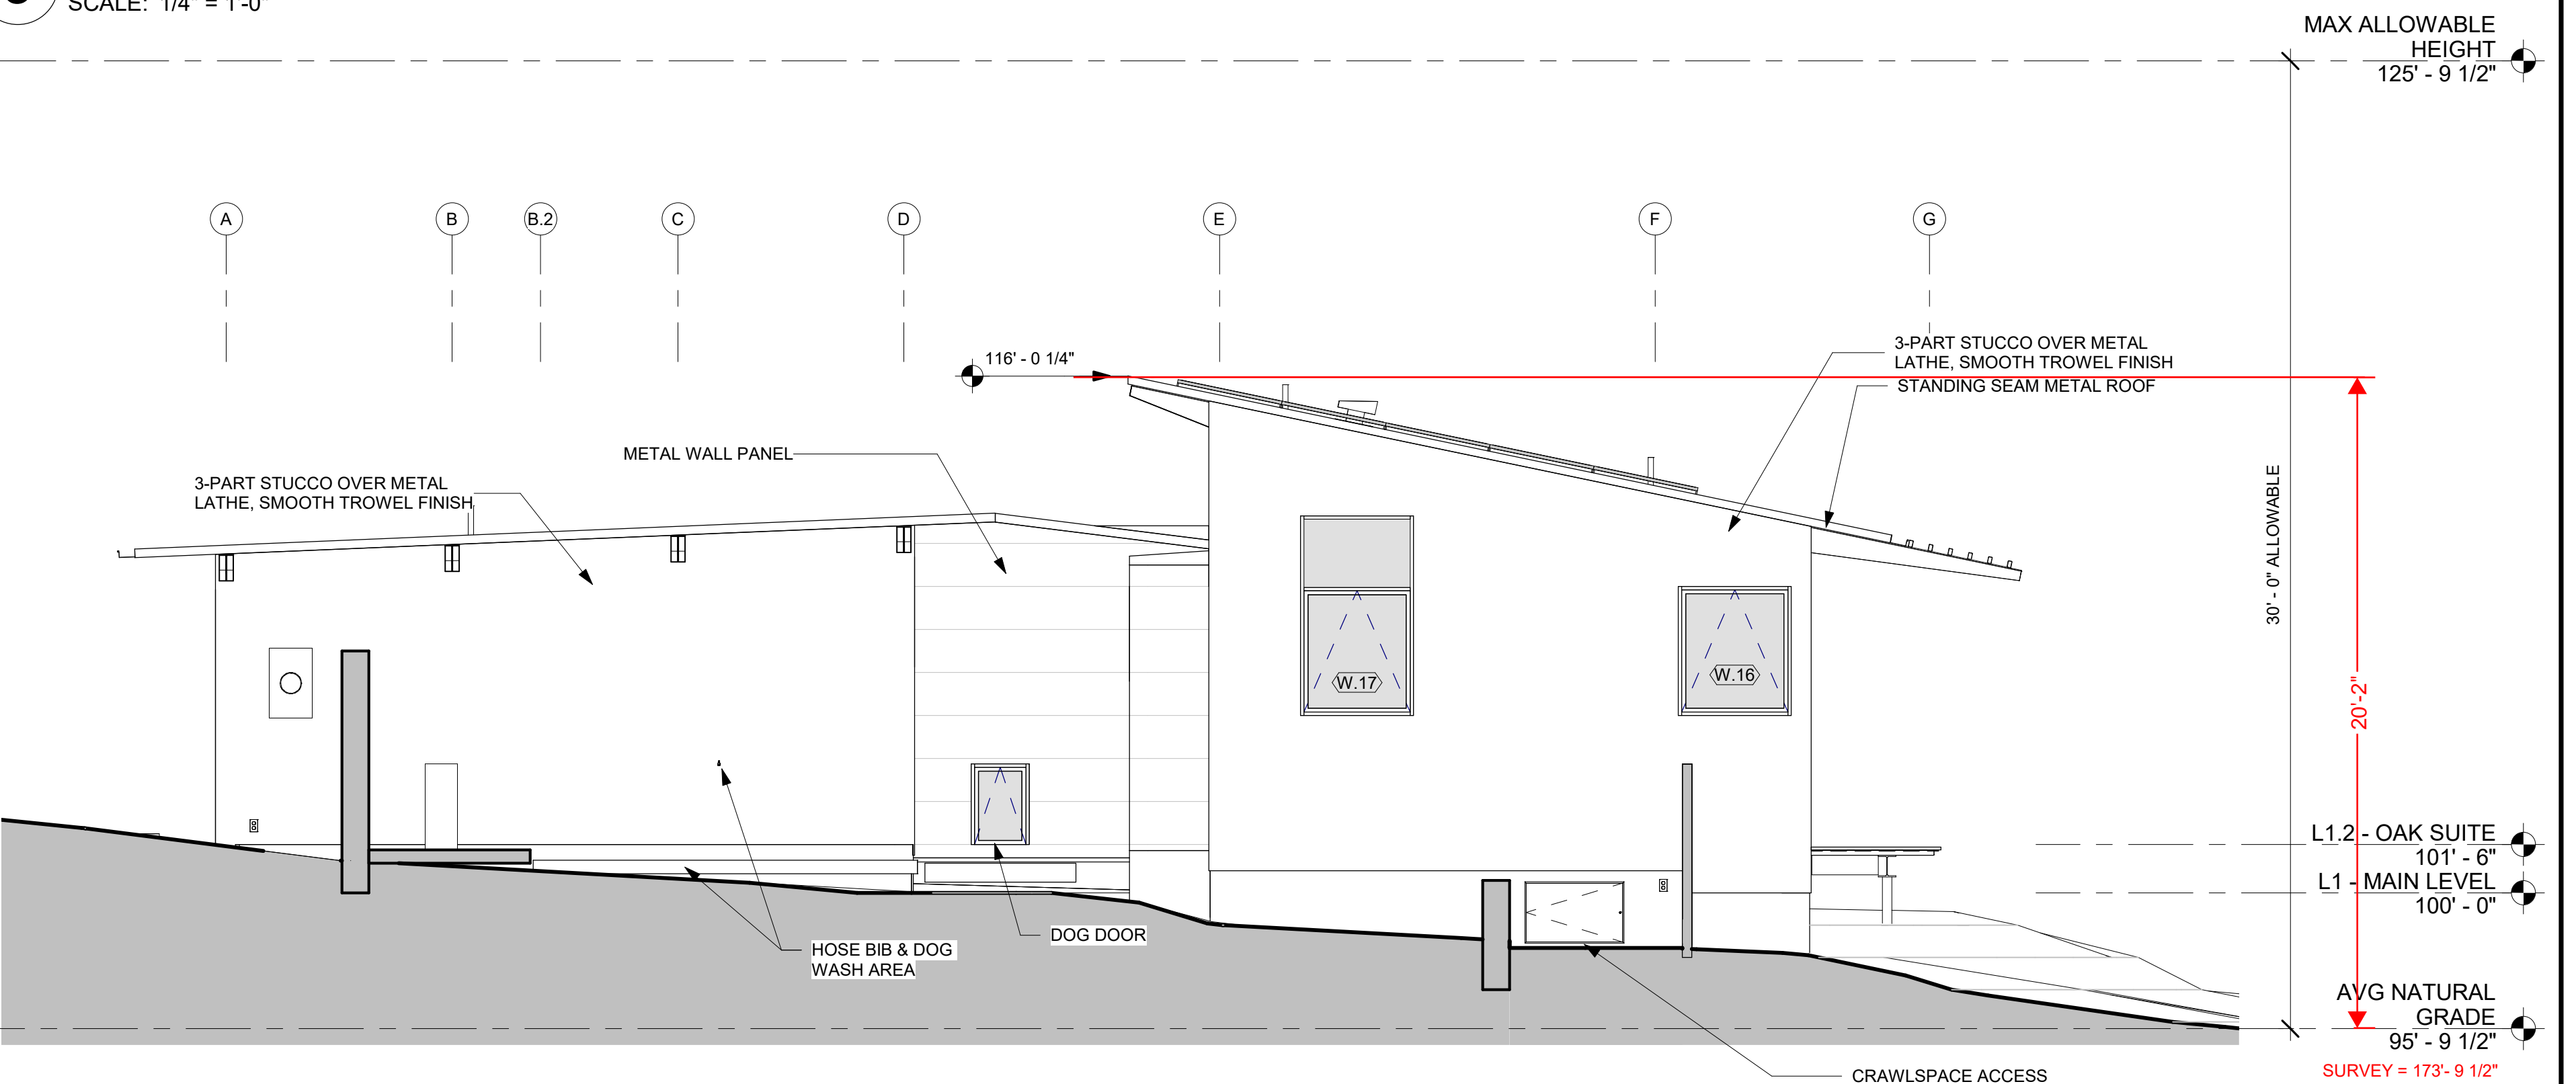 SCALE: 1/4" = 1'-0"
MAX ALLOWABLE
HEIGHT
125' - 9 1/2"
A
B
B.2
C
D
E
F
G
116' - 0 1/4"
3-PART STUCCO OVER METAL
LATHE, SMOOTH TROWEL FINISH
STANDING SEAM METAL ROOF
METAL WALL PANEL
3-PART STUCCO OVER METAL
LATHE, SMOOTH TROWEL FINISH
30' - 0" ALLOWABLE
W.17
W.16
20'-2"
L1.2 - OAK SUITE
101' - 6"
L1 - MAIN LEVEL
100' - 0"
HOSE BIB & DOG
WASH AREA
DOG DOOR
AVG NATURAL
GRADE
95' - 9 1/2"
SURVEY = 173'- 9 1/2"
CRAWLSPACE ACCESS